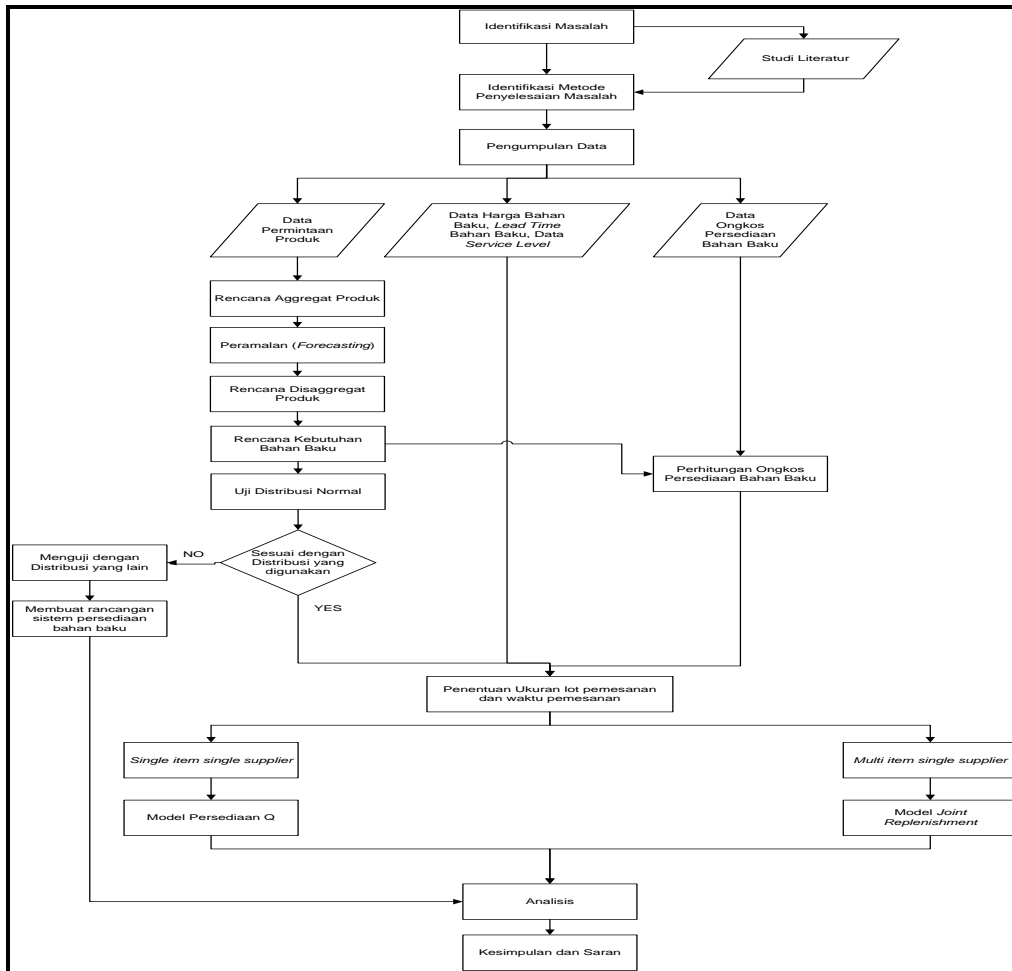 Identifikasi Masalah
Studi Literatur
Identifikasi Metode
Penyelesaian Masalah
Pengumpulan Data
Data
Permintaan
Produk
Data Harga Bahan
Baku, Lead Time
Bahan Baku, Data
Service Level
Data
Ongkos
Persediaan
Bahan Baku
Rencana Aggregat Produk
Peramalan (Forecasting)
Rencana Disaggregat
Produk
Rencana Kebutuhan
Bahan Baku
Perhitungan Ongkos
Persediaan Bahan Baku
Uji Distribusi Normal
Sesuai dengan
Distribusi yang
digunakan
NO
YES
Menguji dengan
Distribusi yang lain
Membuat rancangan
sistem persediaan
bahan baku
Penentuan Ukuran lot pemesanan
dan waktu pemesanan
Single item single supplier
Multi item single supplier
Model Persediaan Q
Model Joint
Replenishment
Analisis
Kesimpulan dan Saran